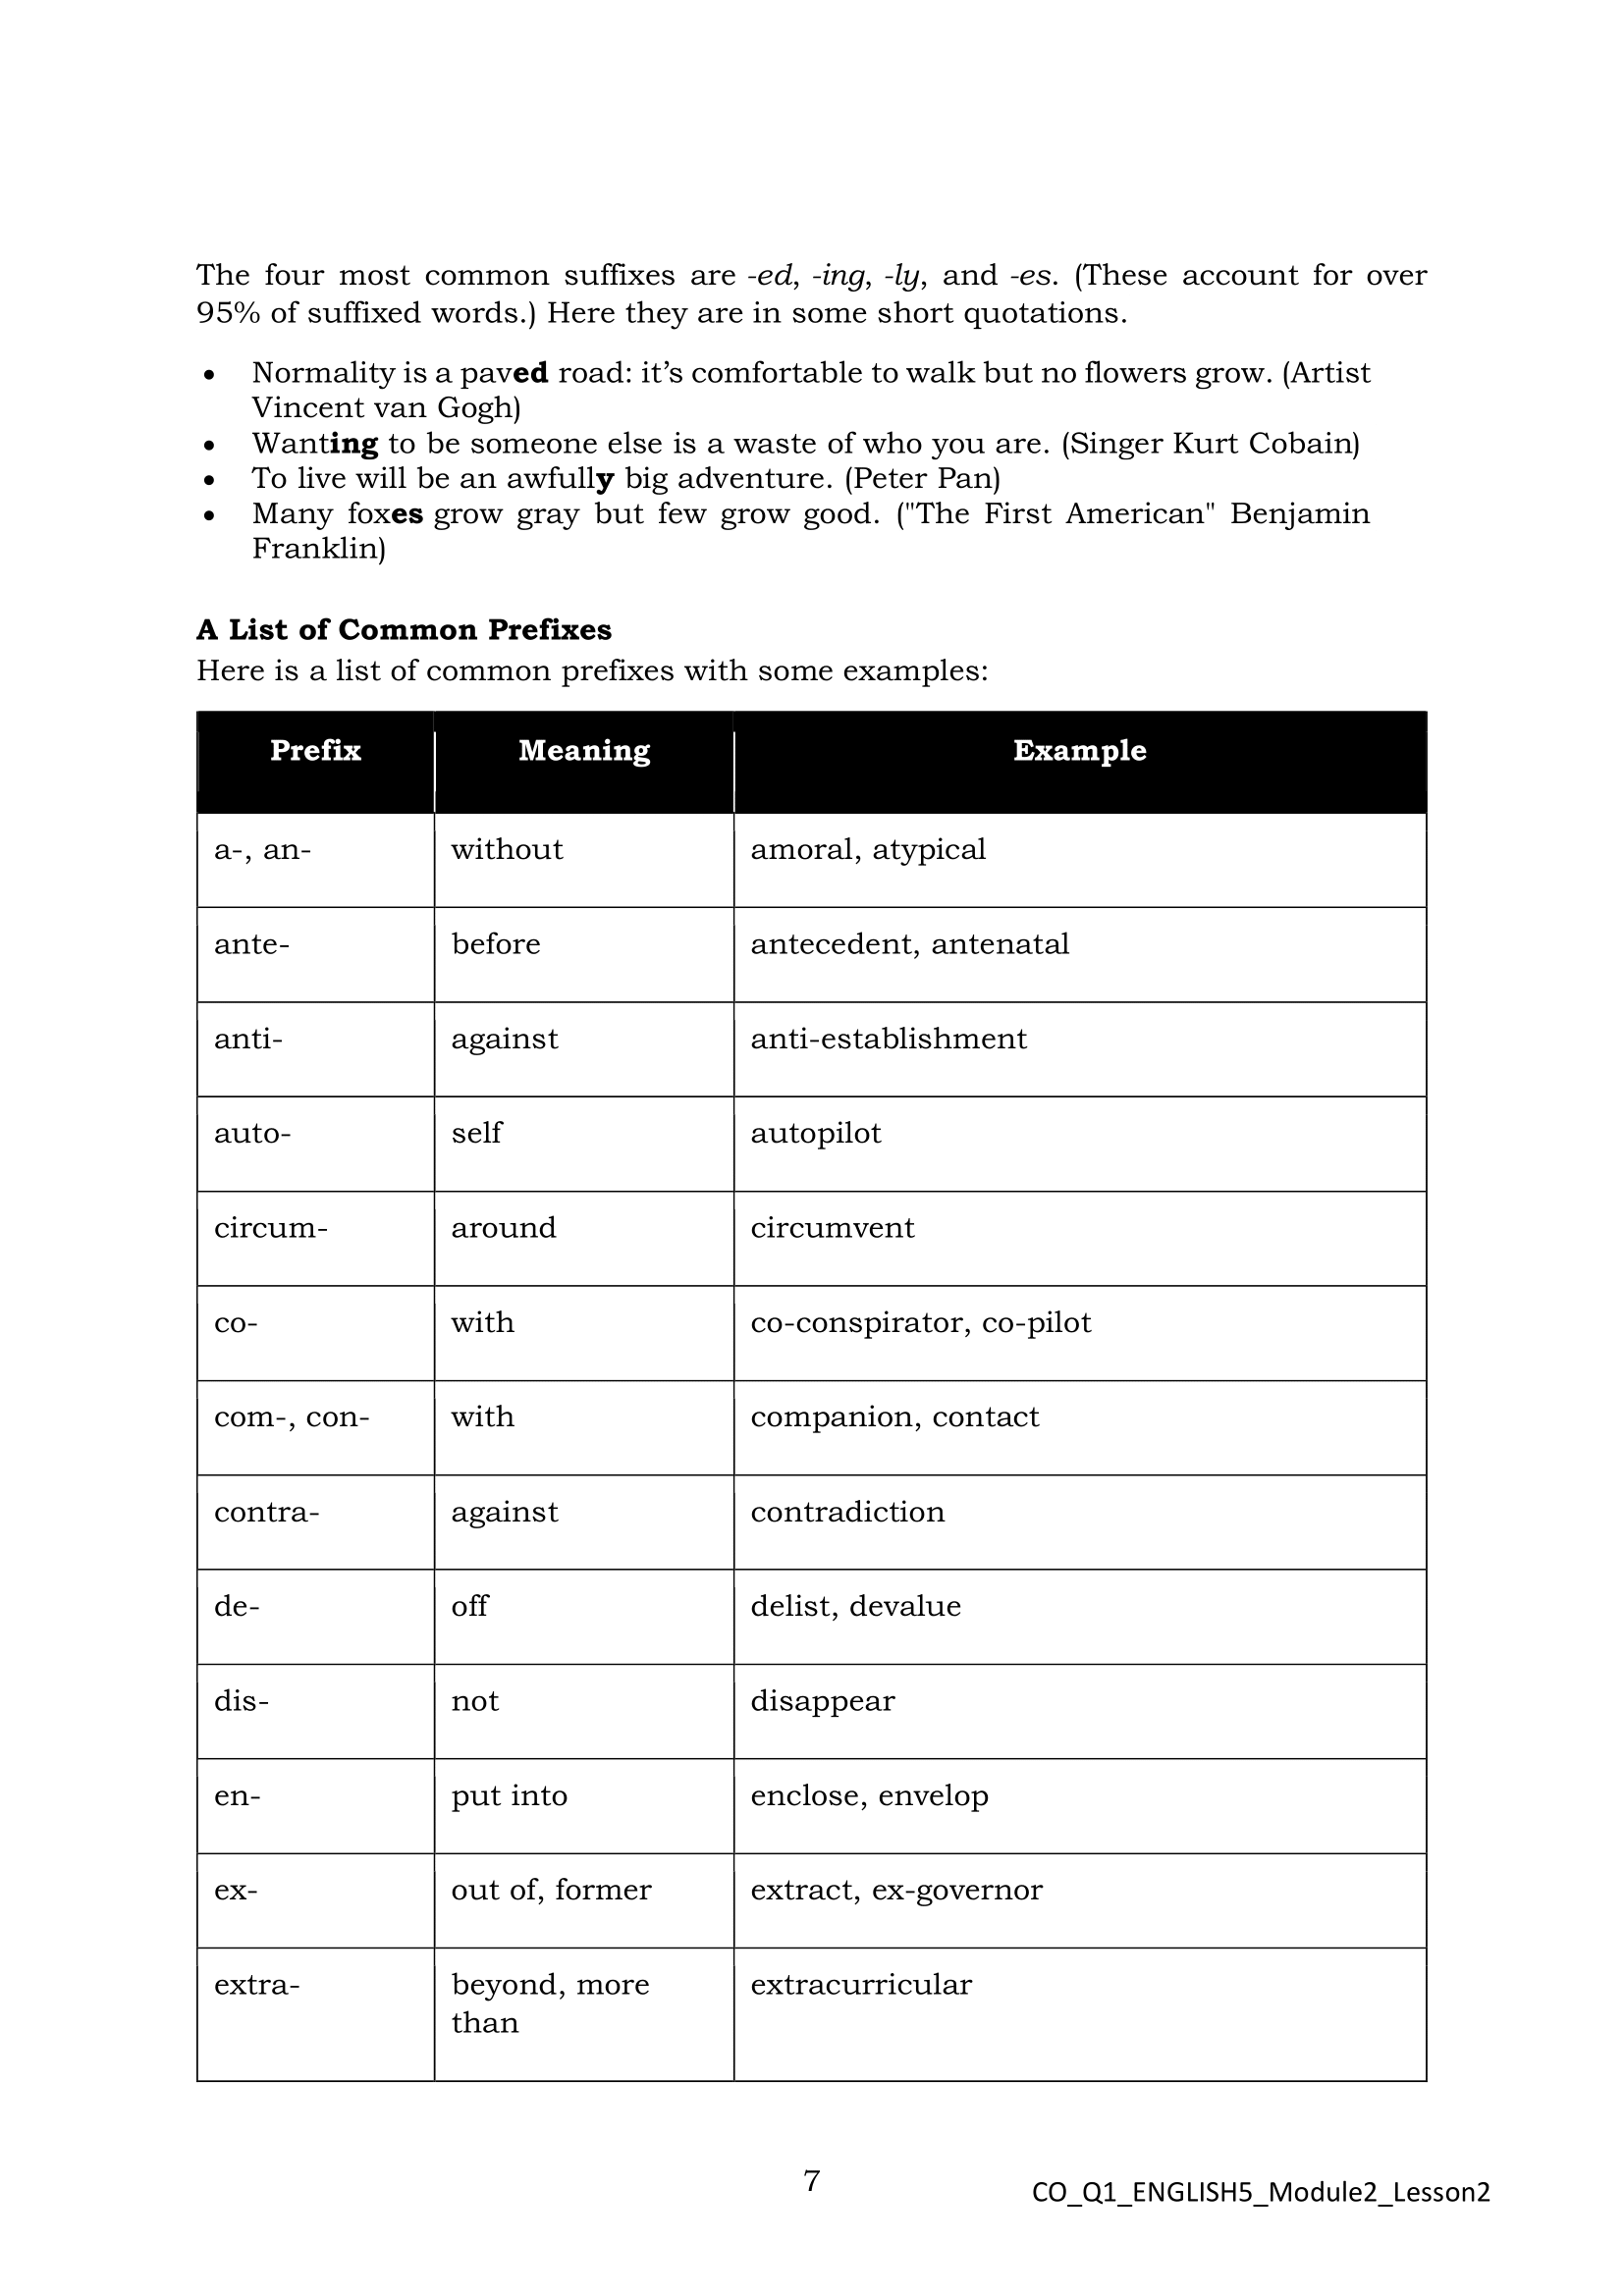 The four most common suffixes are -ed, -ing, -ly, and -es. (These account for over
95% of suffixed words.) Here they are in some short quotations.
• Normality is a paved road: it’s comfortable to walk but no flowers grow. (Artist
Vincent van Gogh)
• Wanting to be someone else is a waste of who you are. (Singer Kurt Cobain)
• To live will be an awfully big adventure. (Peter Pan)
• Many foxes grow gray but few grow good. ("The First American" Benjamin
Franklin)
A List of Common Prefixes
Here is a list of common prefixes with some examples:
Prefix Meaning Example
a-, an- without amoral, atypical
ante- before antecedent, antenatal
anti- against anti-establishment
auto- self autopilot
circum- around circumvent
co- with co-conspirator, co-pilot
com-, con- with companion, contact
contra- against contradiction
de- off delist, devalue
dis- not disappear
en- put into enclose, envelop
ex- out of, former extract, ex-governor
extra- beyond, more extracurricular
than
7
CO_Q1_ENGLISH5_Module2_Lesson2